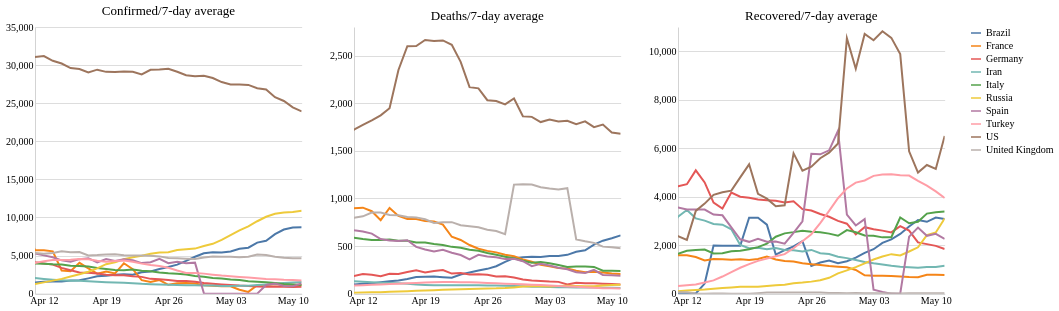 Confirmed/7-day average
35,000
30,000
25,000
20,000
15,000
10,000
5,000
0
Apr 12
Apr 19
Apr 26
May 03
May 10
Deaths/7-day average
2,500
2,000
1,500
1,000
500
0
Apr 12
Apr 19
Apr 26
May 03
May 10
Recovered/7-day average
10,000
8,000
6,000
4,000
2,000
0
Apr 12
Apr 19
Apr 26
May 03
May 10
Brazil
France
Germany
Iran
Italy
Russia
Spain
Turkey
US
United Kingdom